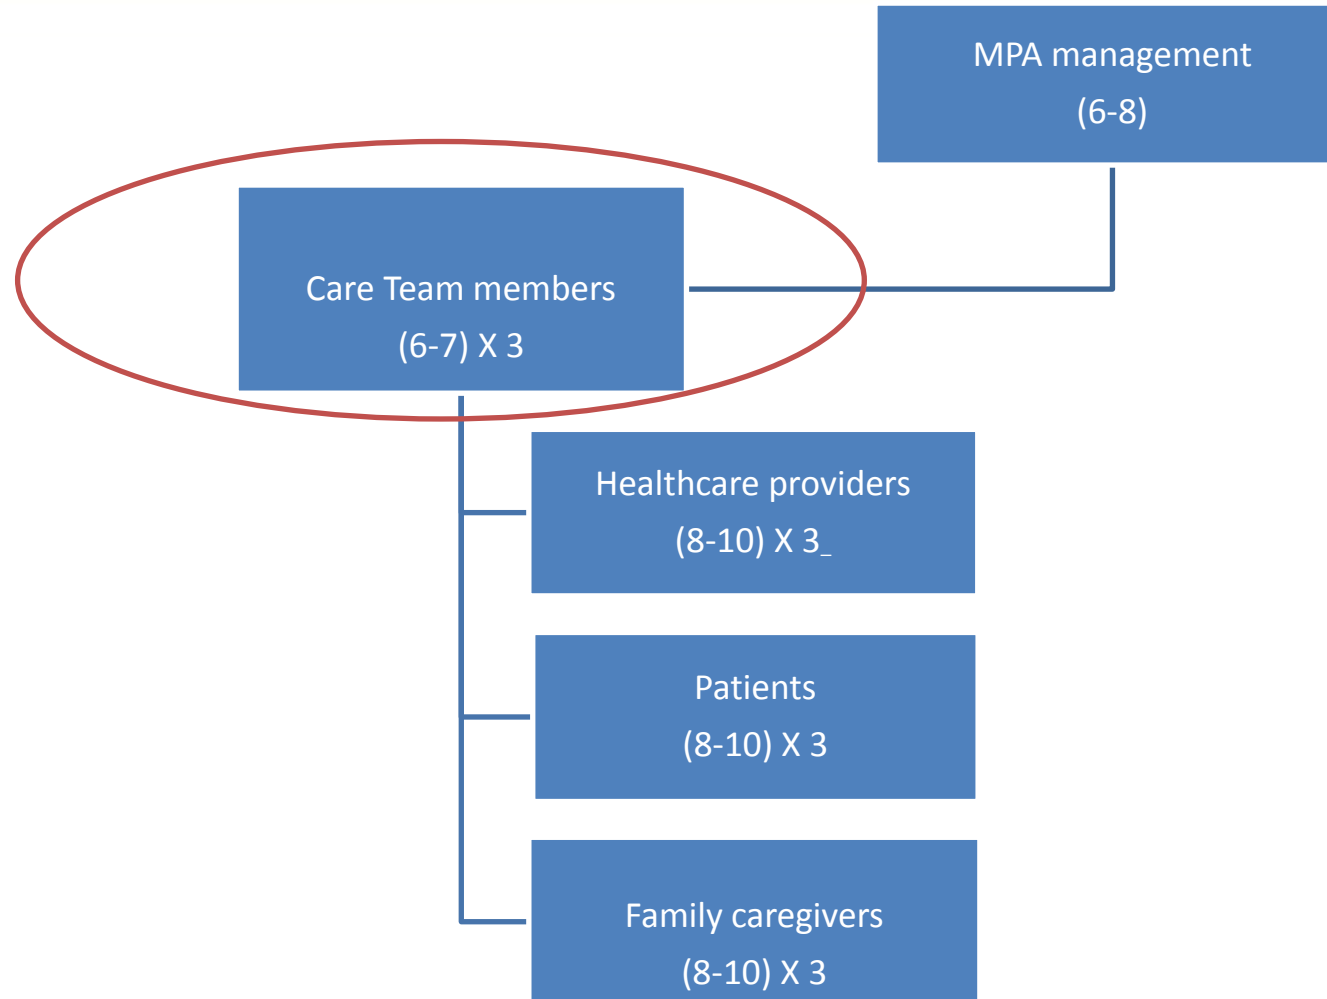 MPA management
(6-8)
Care Team members
(6-7) X 3
Healthcare providers
(8-10) X 3_
Patients
(8-10) X 3
Family caregivers
(8-10) X 3